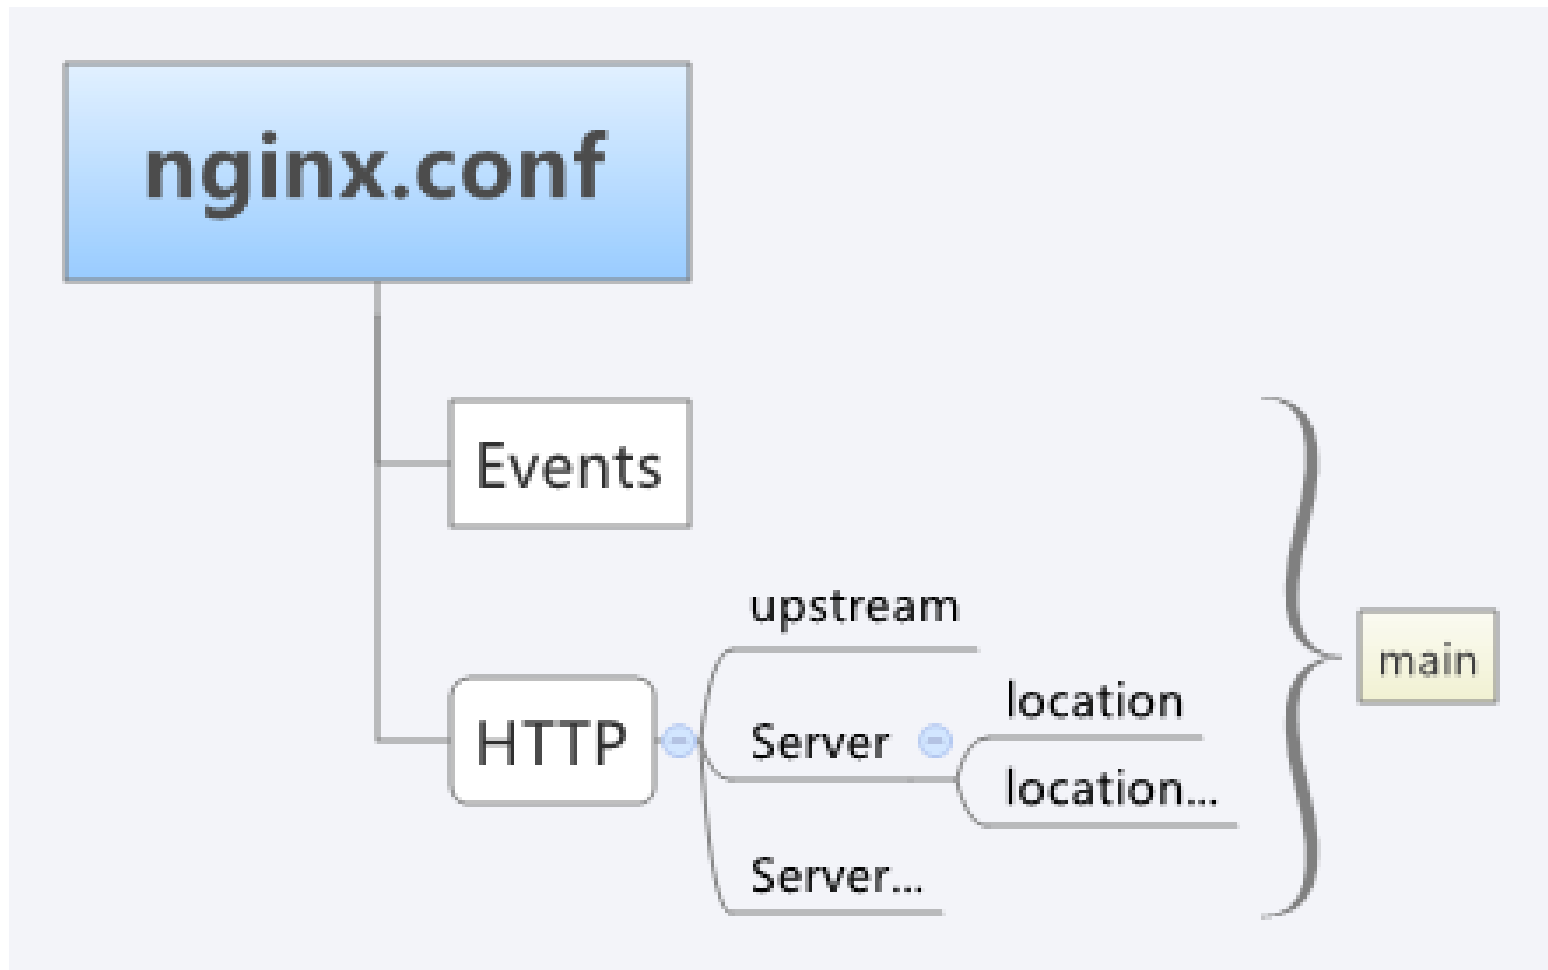 nginx.conf
Events
HTTP
upstream
Server
location
location...
Server...
main